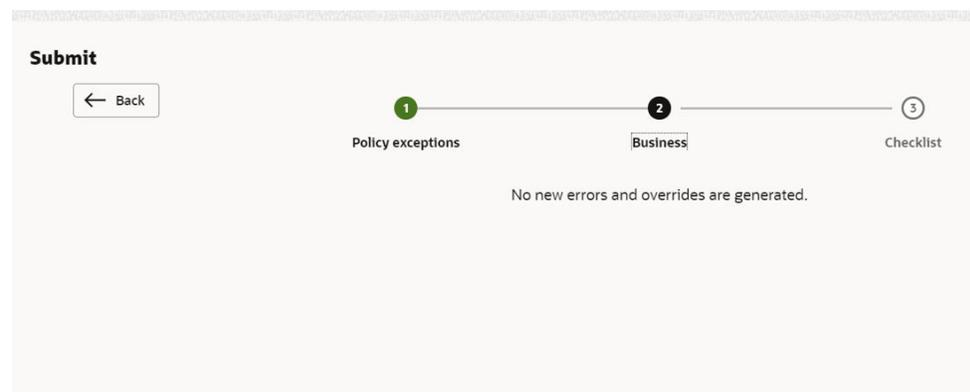 Submit
Back
1
2
3
Policy exceptions
Business
Checklist
No new errors and overrides are generated.